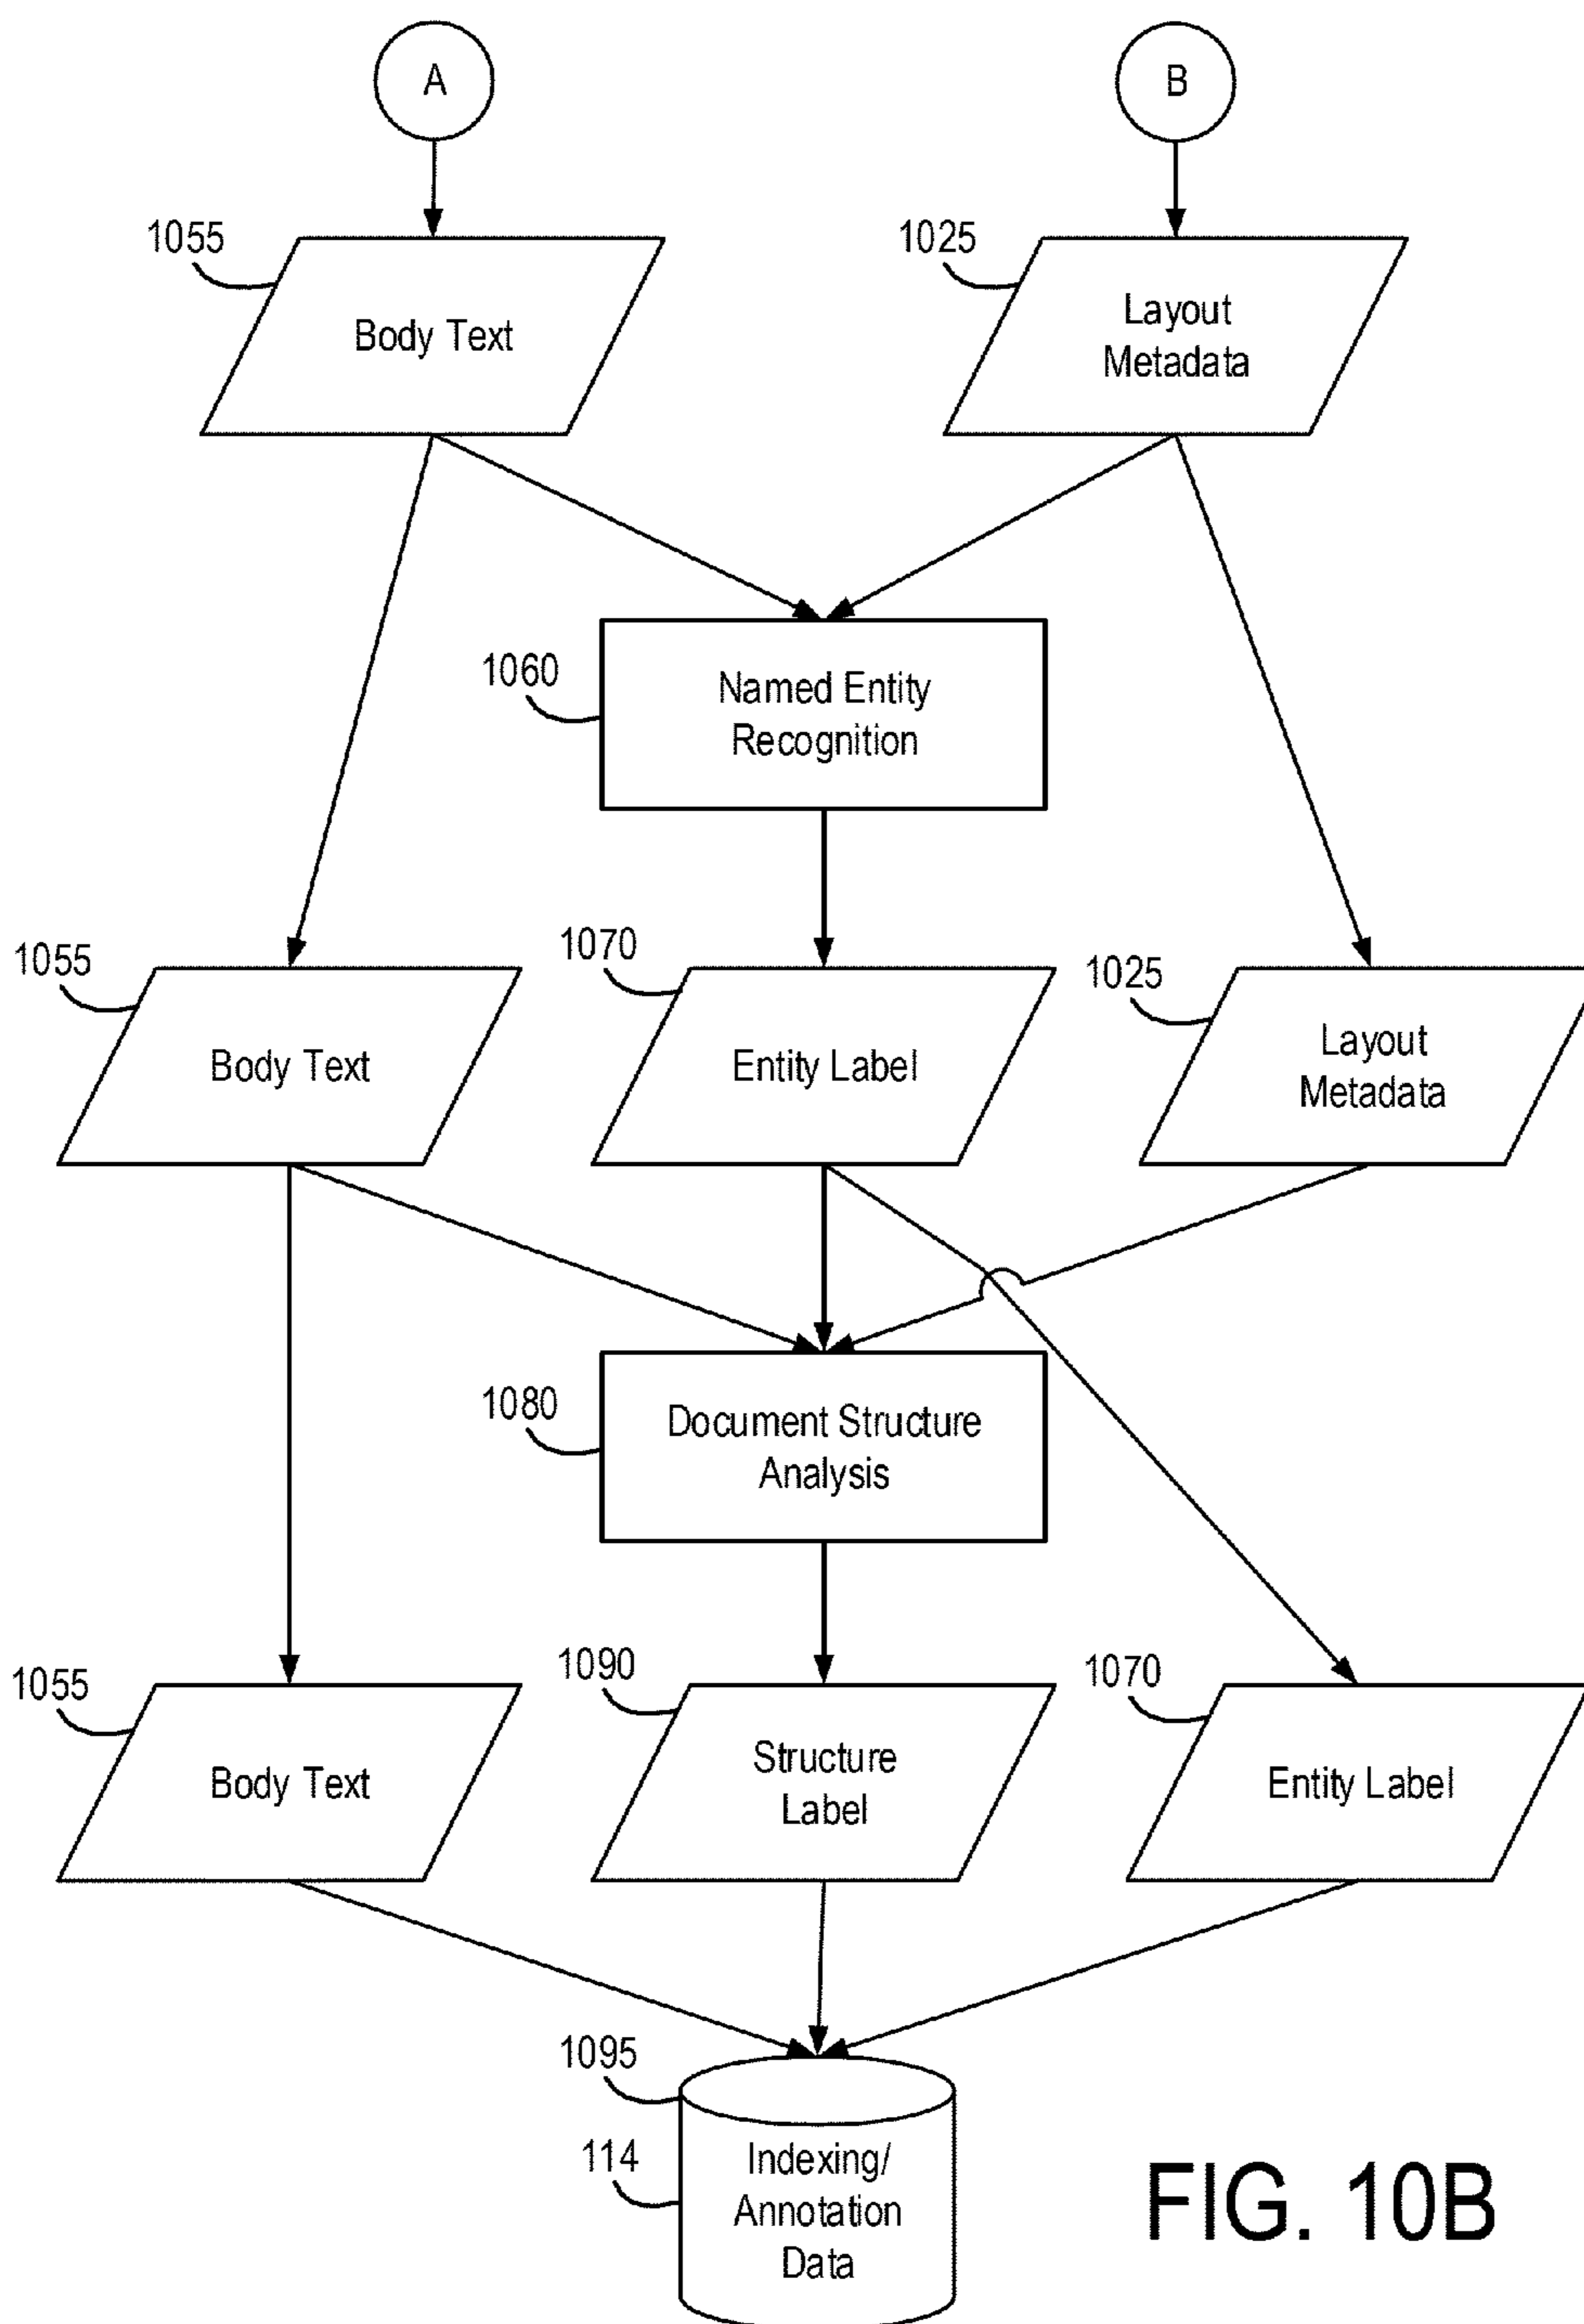 A
B
1055
1025
Body Text
Layout
Metadata
1060
Named Entity
Recognition
1055
1070
1025
Body Text
Entity Label
Layout
Metadata
1080
Document Structure
Analysis
1055
1090
1070
Body Text
Structure
Label
Entity Label
1095
114
Indexing/
Annotation
Data
FIG. 10B